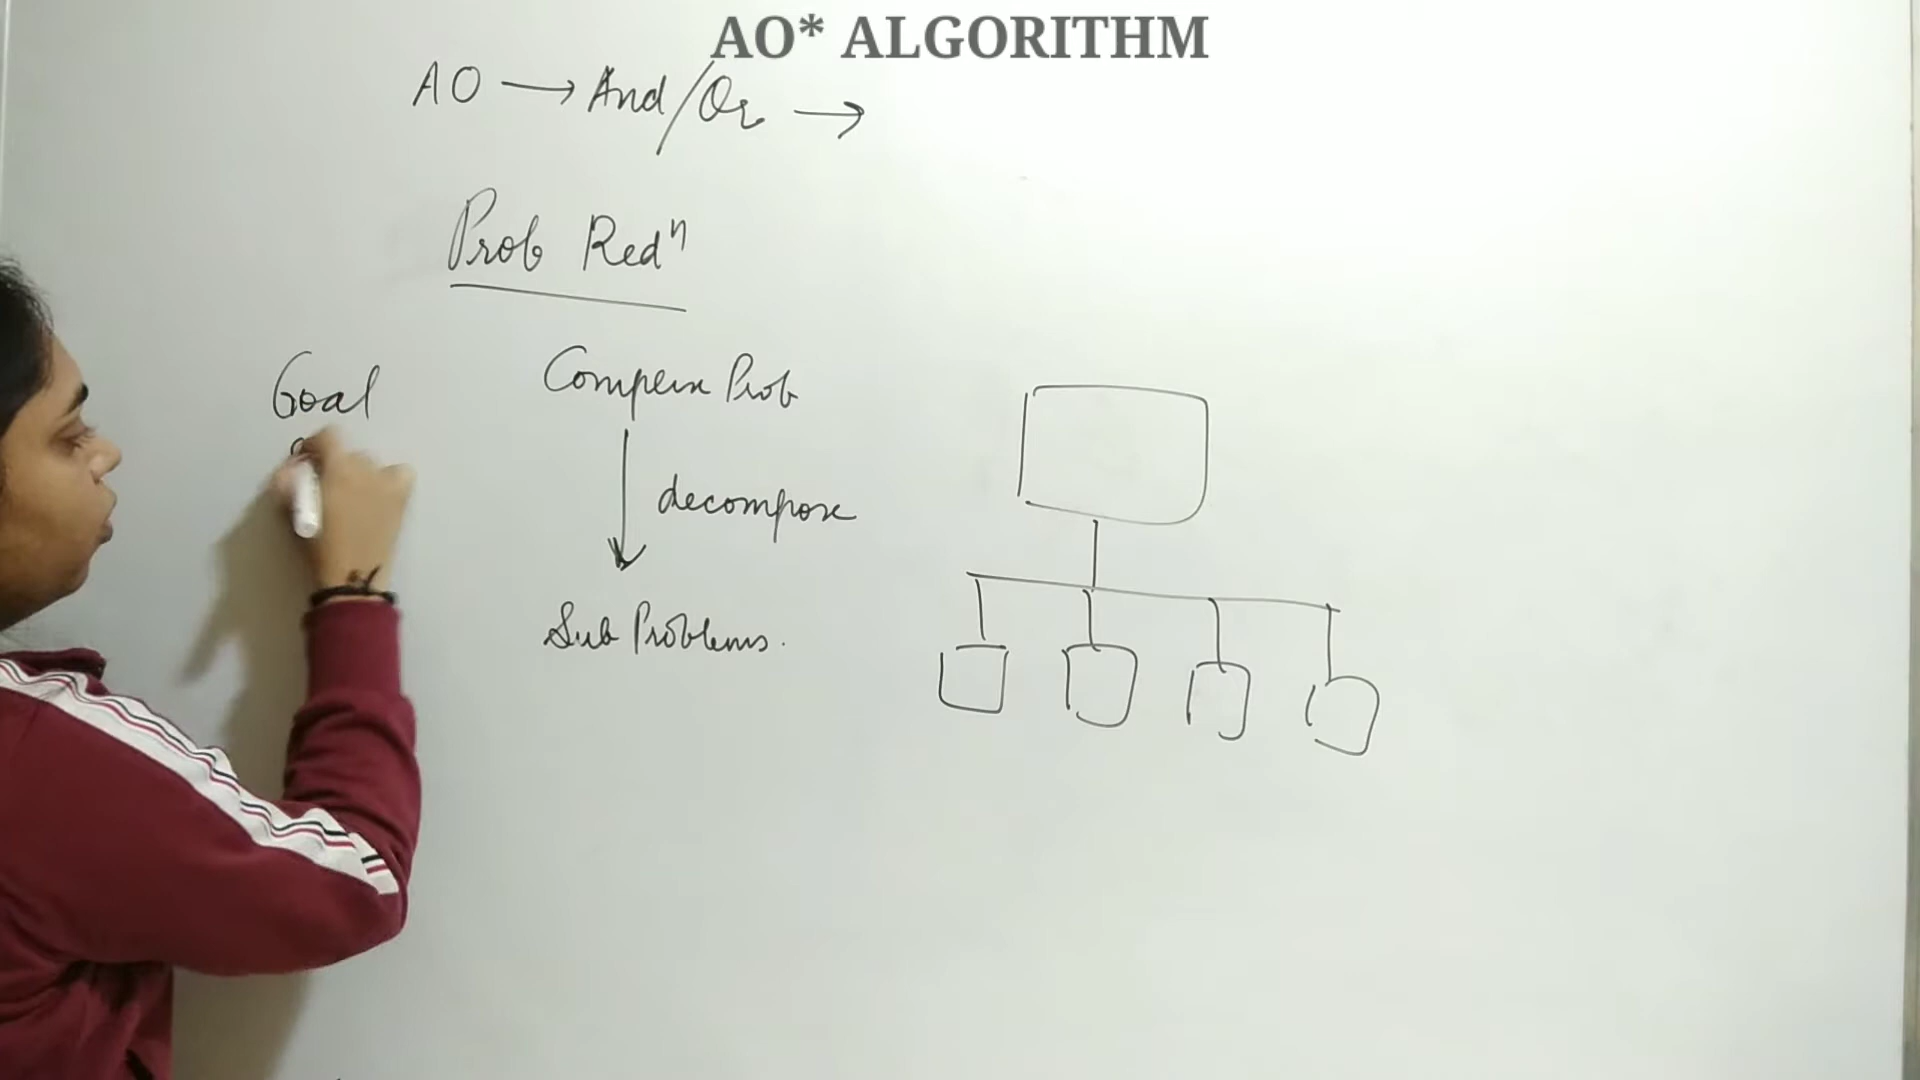 AO* ALGORITHM
AO → And/Or →
Prob Redⁿ
Goal
Complex Prob
decompose
Sub Problems.